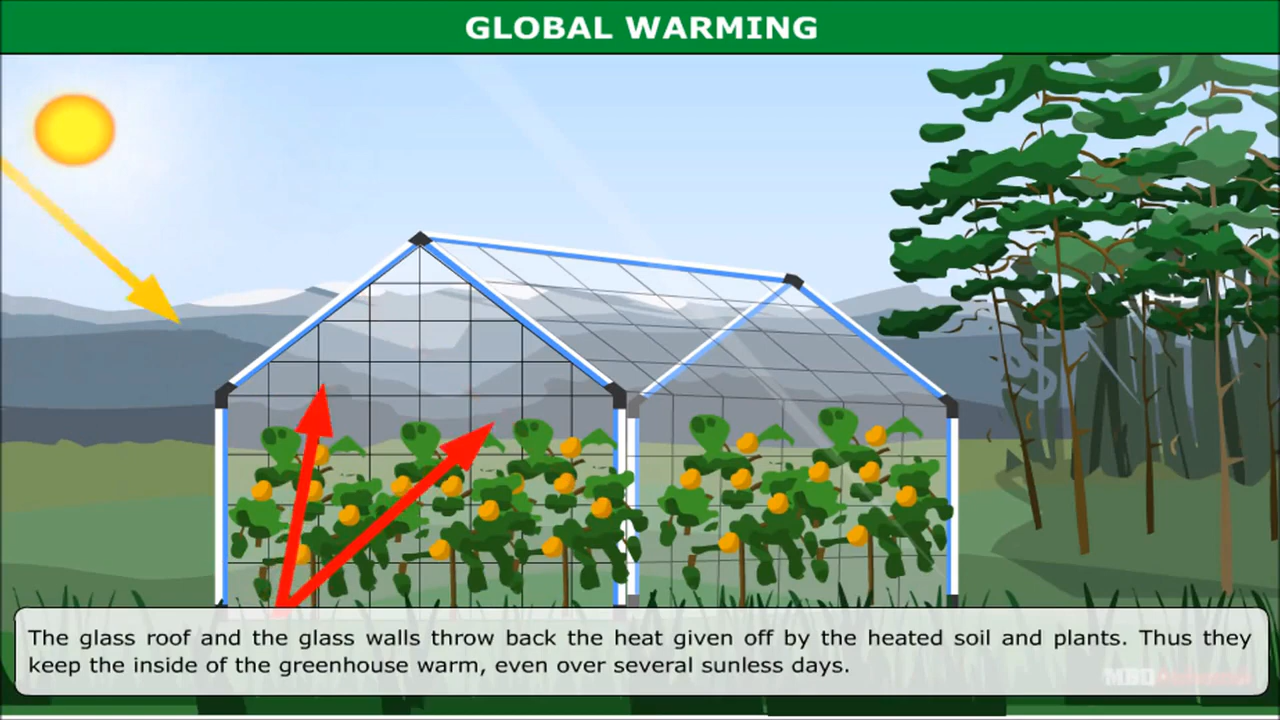 GLOBAL WARMING
The glass roof and the glass walls throw back the heat given off by the heated soil and plants. Thus they
keep the inside of the greenhouse warm, even over several sunless days.
MBD